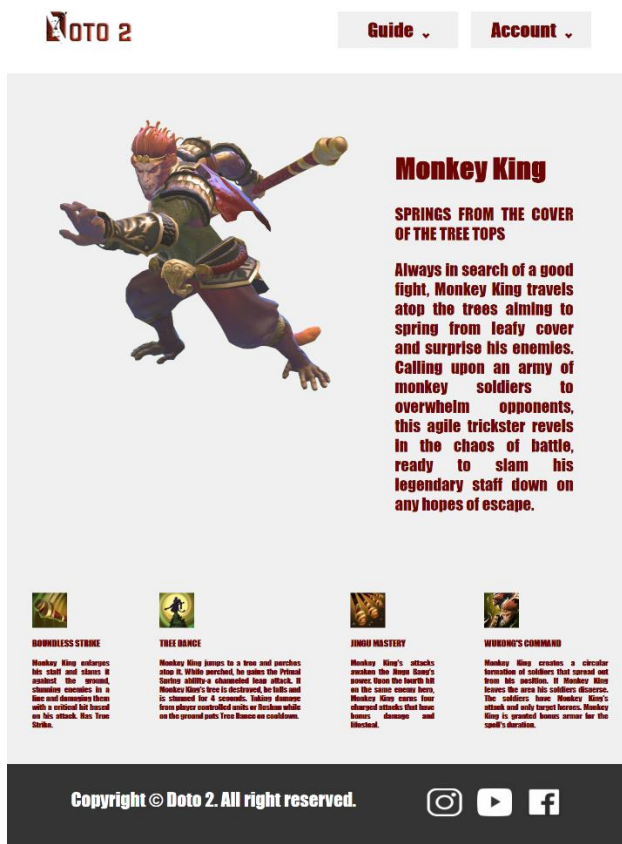 DOTO 2
Guide
Account
Monkey King
SPRINGS FROM THE COVER
OF THE TREE TOPS
Always in search of a good
fight, Monkey King travels
atop the trees aiming to
spring from leafy cover
and surprise his enemies.
Calling upon an army of
monkey soldiers to
overwhelm opponents,
this agile trickster revels
in the chaos of battle,
ready to slam his
legendary staff down on
any hopes of escape.
BOUNDLESS STRIKE
Monkey King enlarges
his staff and slams it
against the ground,
stunning enemies in a
line and damaging them
with a critical hit based
on his attack. Has True
Strike.
TREE DANCE
Monkey King jumps to a tree and perches
atop it. While perched, he gains the Primal
Spring ability-a channeled leap attack. If
Monkey King's tree is destroyed, he falls and
is stunned for 4 seconds. Taking damage
from player controlled units or Roshan while
on the ground puts Tree Dance on cooldown.
JINGU MASTERY
Monkey King's attacks
awaken the Jingu Bang's
power. Upon the fourth hit
on the same enemy hero,
Monkey King earns four
charged attacks that have
bonus damage and
lifesteal.
WUKONG'S COMMAND
Monkey King creates a circular
formation of soldiers that spread out
from his position. If Monkey King
leaves the area his soldiers disperse.
The soldiers have Monkey King's
attack and only target heroes. Monkey
King is granted bonus armor for the
spell's duration.
Copyright © Doto 2. All right reserved.